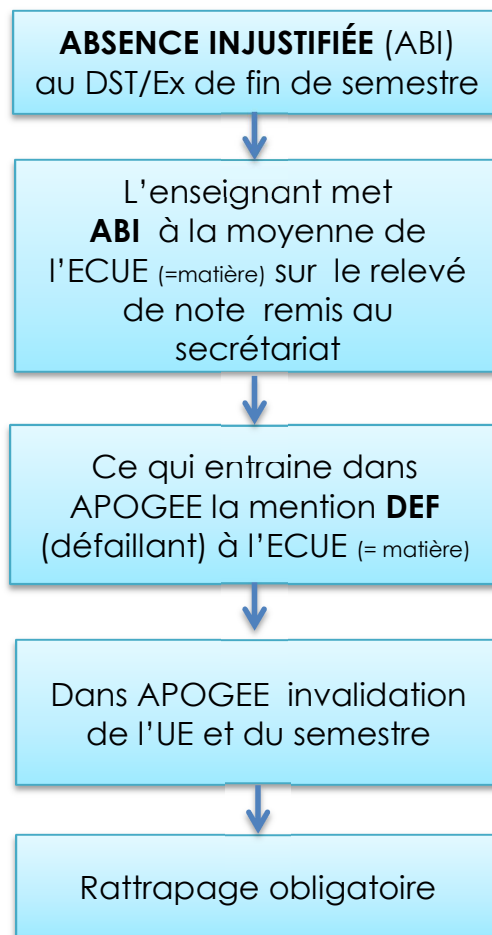 ABSENCE INJUSTIFIÉE (ABI)
au DST/Ex de fin de semestre
L’enseignant met
ABI à la moyenne de
l’ECUE (=matière) sur le relevé
de note remis au
secrétariat
Ce qui entraine dans
APOGEE la mention DEF
(défaillant) à l’ECUE (= matière)
Dans APOGEE invalidation
de l’UE et du semestre
Rattrapage obligatoire